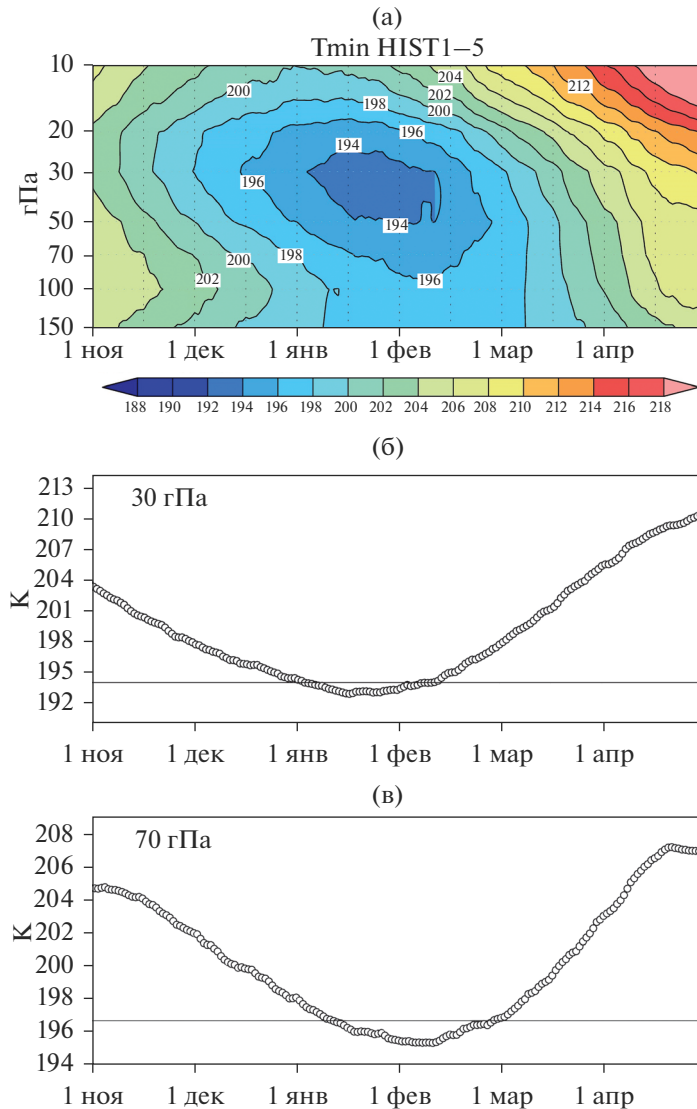 (а)
Tmin HIST1–5
10
20
30
50
70
100
150
гПа
200
204
202
200
198
212
196
194
196
194
198
200
202
196
1 ноя 1 дек 1 янв 1 фев 1 мар 1 апр
188 190 192 194 196 198 200 202 204 206 208 210 212 214 216 218
(б)
30 гПа
213
210
207
204
201
198
195
192
К
1 ноя 1 дек 1 янв 1 фев 1 мар 1 апр
(в)
70 гПа
208
206
204
202
200
198
196
194
К
1 ноя 1 дек 1 янв 1 фев 1 мар 1 апр